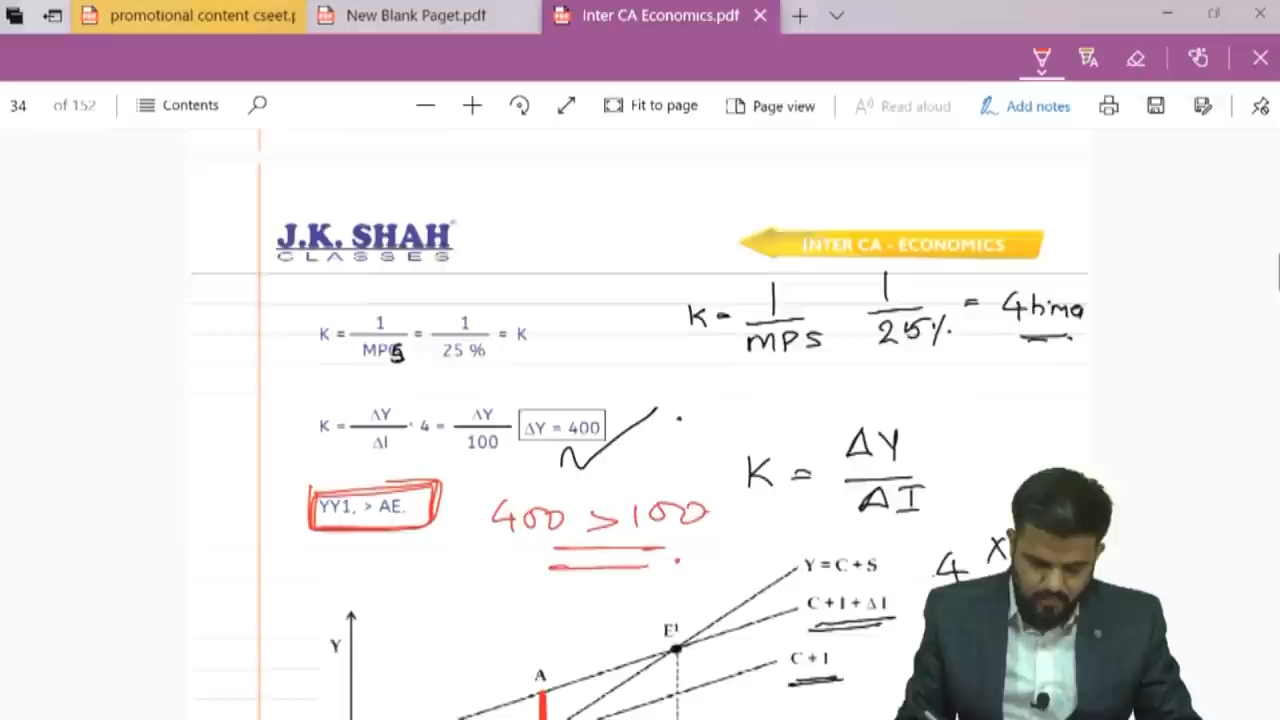 promotional content cseet.p
New Blank Paget.pdf
Inter CA Economics.pdf
34 of 152
Contents
Fit to page
Page view
Read aloud
Add notes
J.K. SHAH
CLASSES
INTER CA - ECONOMICS
K = 1/MPS = 1/25 % = K
K = 1/MPS 1/25% = 4 time
K = ΔY/ΔI · 4 = ΔY/100 ΔY = 400
K = ΔY/ΔI
YY1, > AE.
400 > 100
4 X
Y = C + S
C + I + Δ I
C + I
E¹
Y
A